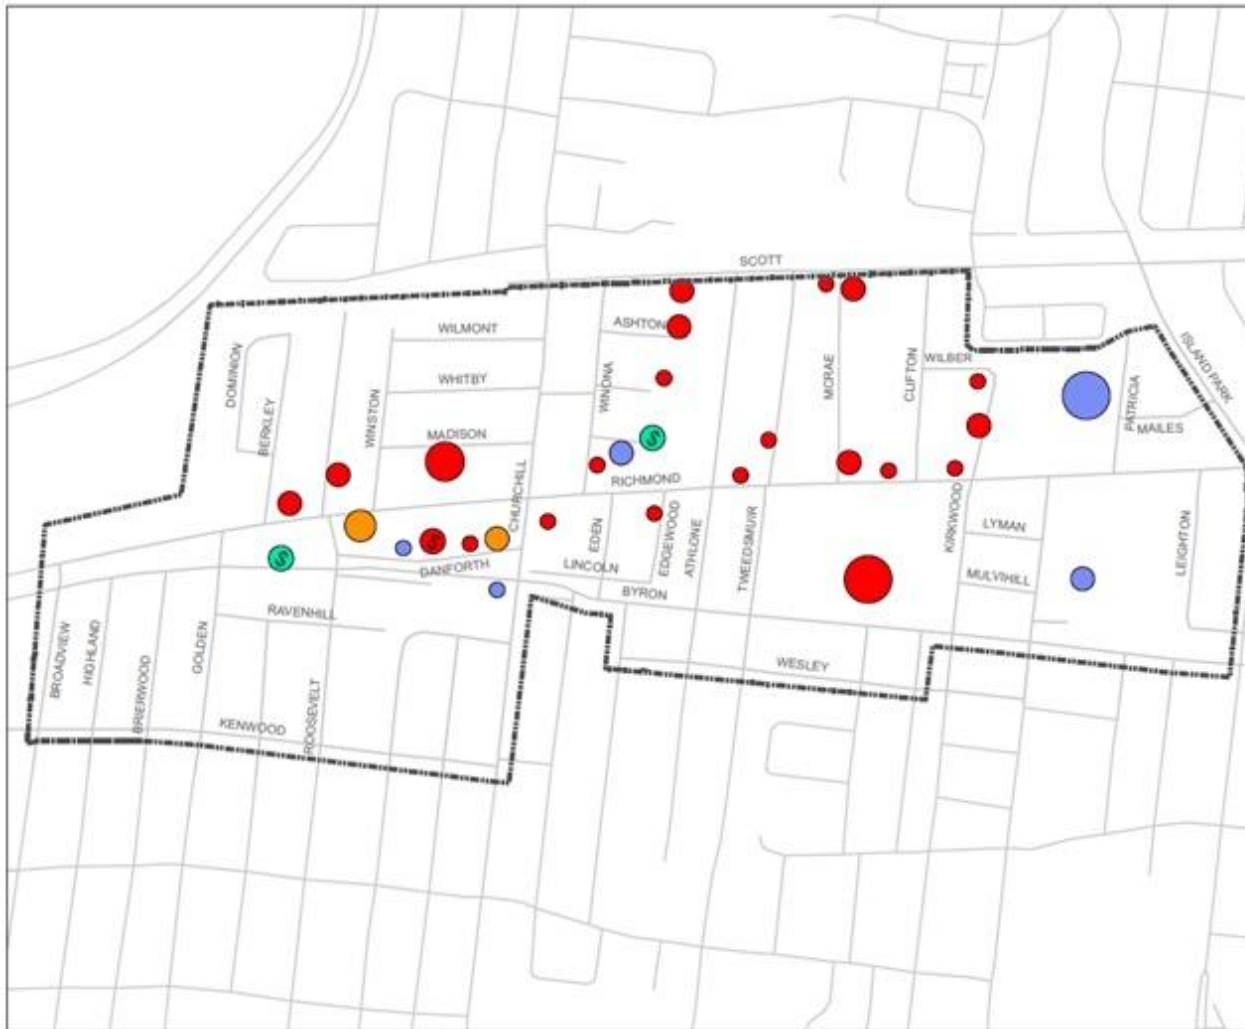 SCOTT
ASHTON
WILMONT
ISLAND PARK
DOMINION
WILBER
MCRAE
CLIFTON
WHITBY
WINONA
WINSTON
PATRICIA
BERKLEY
MADISON
MAILES
S
RICHMOND
CHURCHILL
KIRKWOOD
LYMAN
EDEN
EDGEWOOD
ATHLONE
TWEEDSMUIR
LEIGHTON
S
S
DANFORTH
LINCOLN
MULVIHILL
BYRON
RAVENHILL
GOLDEN
BROADVIEW
HIGHLAND
BRIERWOOD
WESLEY
ROOSEVELT
KENWOOD